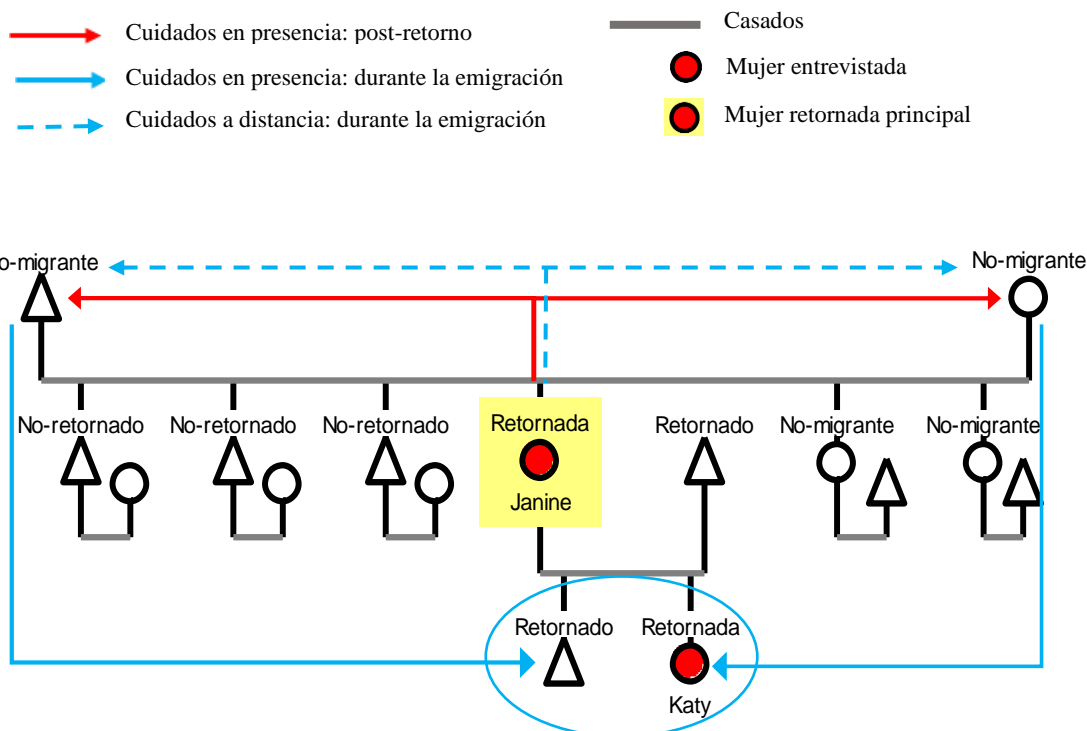 Cuidados en presencia: post-retorno
Casados
Cuidados en presencia: durante la emigración
Mujer entrevistada
Cuidados a distancia: durante la emigración
Mujer retornada principal
o-migrante
No-migrante
No-retornado
No-retornado
No-retornado
Retornada
Retornado
No-migrante
No-migrante
Janine
Retornado
Retornada
Katy